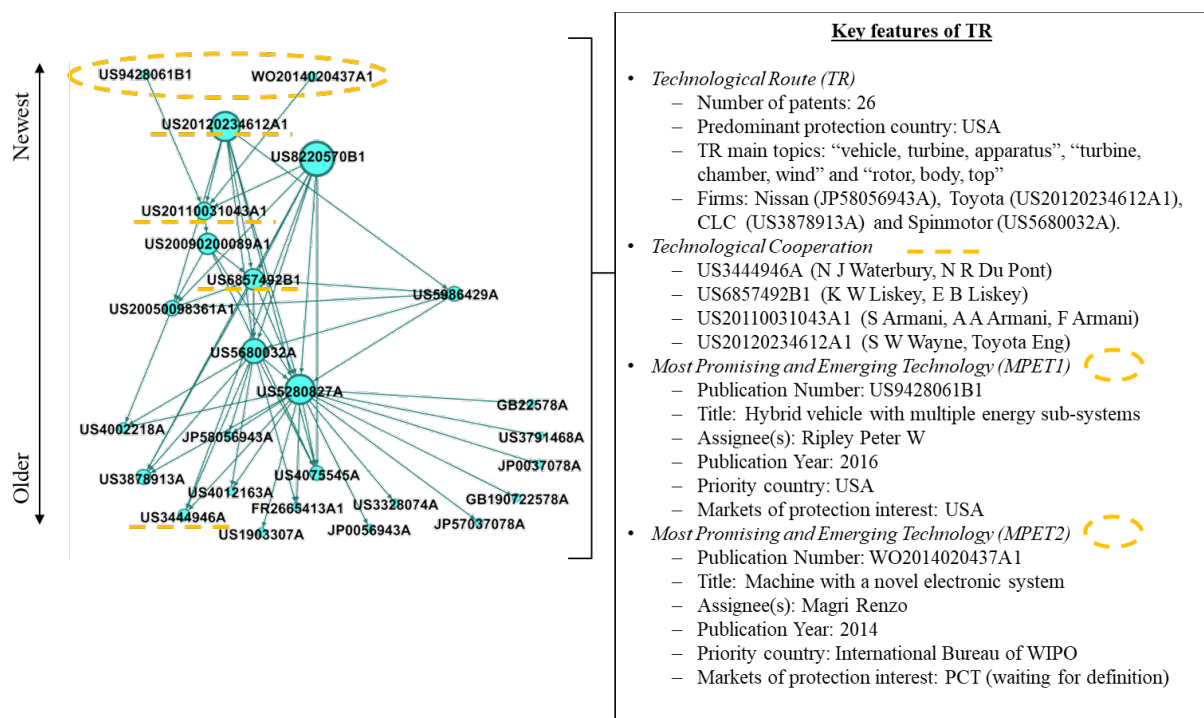 Newest
Older
US9428061B1
WO2014020437A1
US20120234612A1
US8220570B1
US20110031043A1
US20090200089A1
US6857492B1
US5986429A
US20050098361A1
US5680032A
US5280827A
GB22578A
US4002218A
JP58056943A
US3791468A
US3878913A
US4075545A
JP0037078A
US4012163A
GB190722578A
FR2665413A1
US3328074A
US3444946A
JP57037078A
US1903307A
JP0056943A
Key features of TR
• Technological Route (TR)
– Number of patents: 26
– Predominant protection country: USA
– TR main topics: “vehicle, turbine, apparatus”, “turbine,
chamber, wind” and “rotor, body, top”
– Firms: Nissan (JP58056943A), Toyota (US20120234612A1),
CLC (US3878913A) and Spinmotor (US5680032A).
• Technological Cooperation
– US3444946A (N J Waterbury, N R Du Pont)
– US6857492B1 (K W Liskey, E B Liskey)
– US20110031043A1 (S Armani, A A Armani, F Armani)
– US20120234612A1 (S W Wayne, Toyota Eng)
• Most Promising and Emerging Technology (MPET1)
– Publication Number: US9428061B1
– Title: Hybrid vehicle with multiple energy sub-systems
– Assignee(s): Ripley Peter W
– Publication Year: 2016
– Priority country: USA
– Markets of protection interest: USA
• Most Promising and Emerging Technology (MPET2)
– Publication Number: WO2014020437A1
– Title: Machine with a novel electronic system
– Assignee(s): Magri Renzo
– Publication Year: 2014
– Priority country: International Bureau of WIPO
– Markets of protection interest: PCT (waiting for definition)